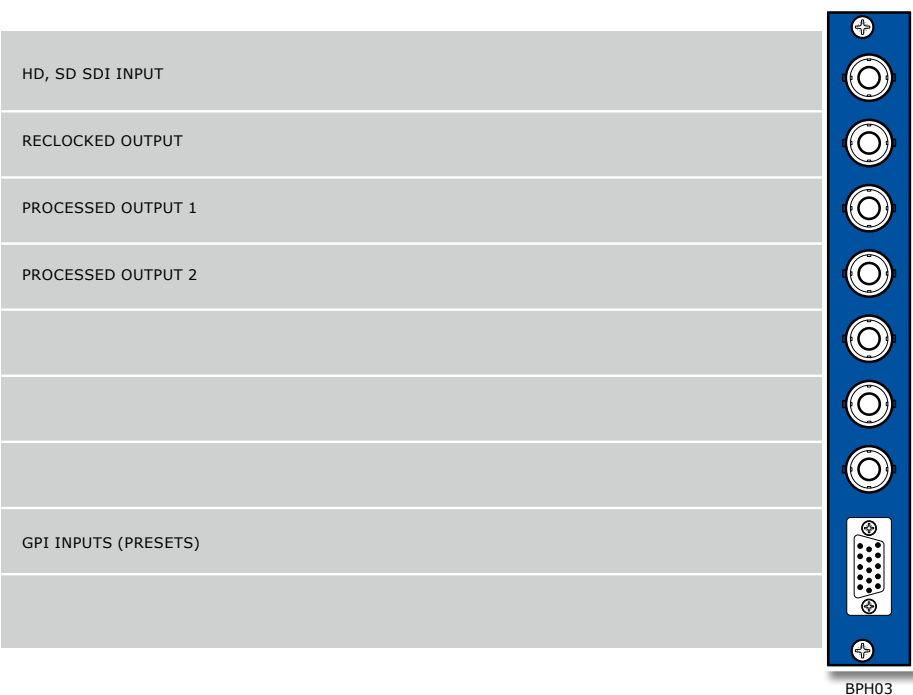 HD, SD SDI INPUT
RECLOCKED OUTPUT
PROCESSED OUTPUT 1
PROCESSED OUTPUT 2
GPI INPUTS (PRESETS)
BPH03